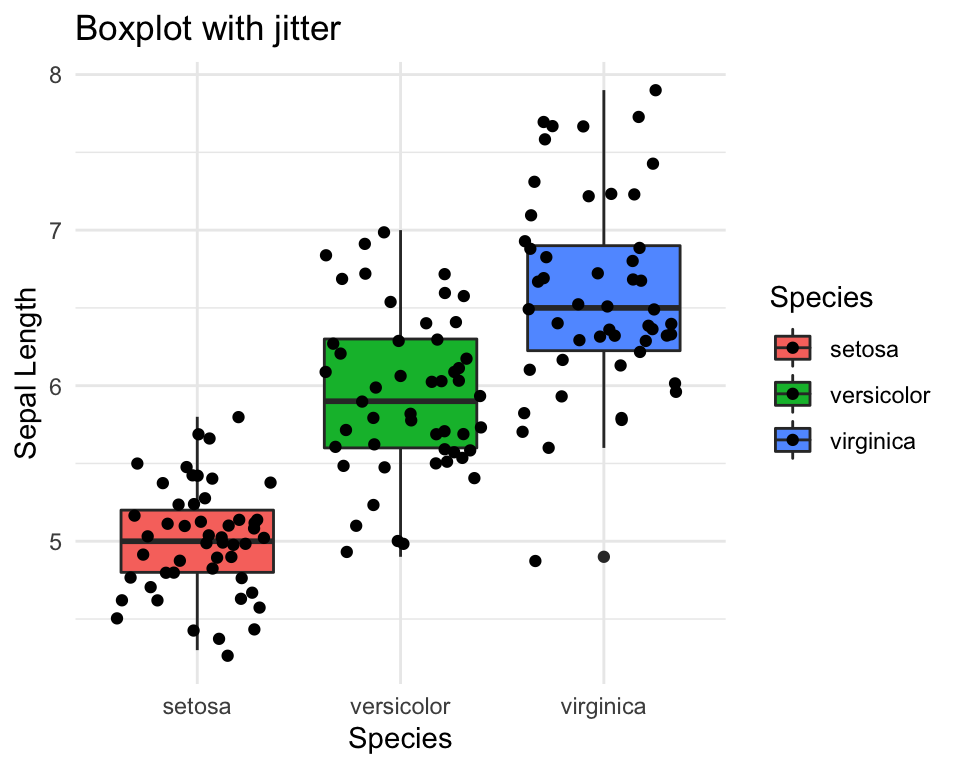 Boxplot with jitter
8
7
6
5
Sepal Length
setosa
versicolor
virginica
Species
Species
setosa
versicolor
virginica